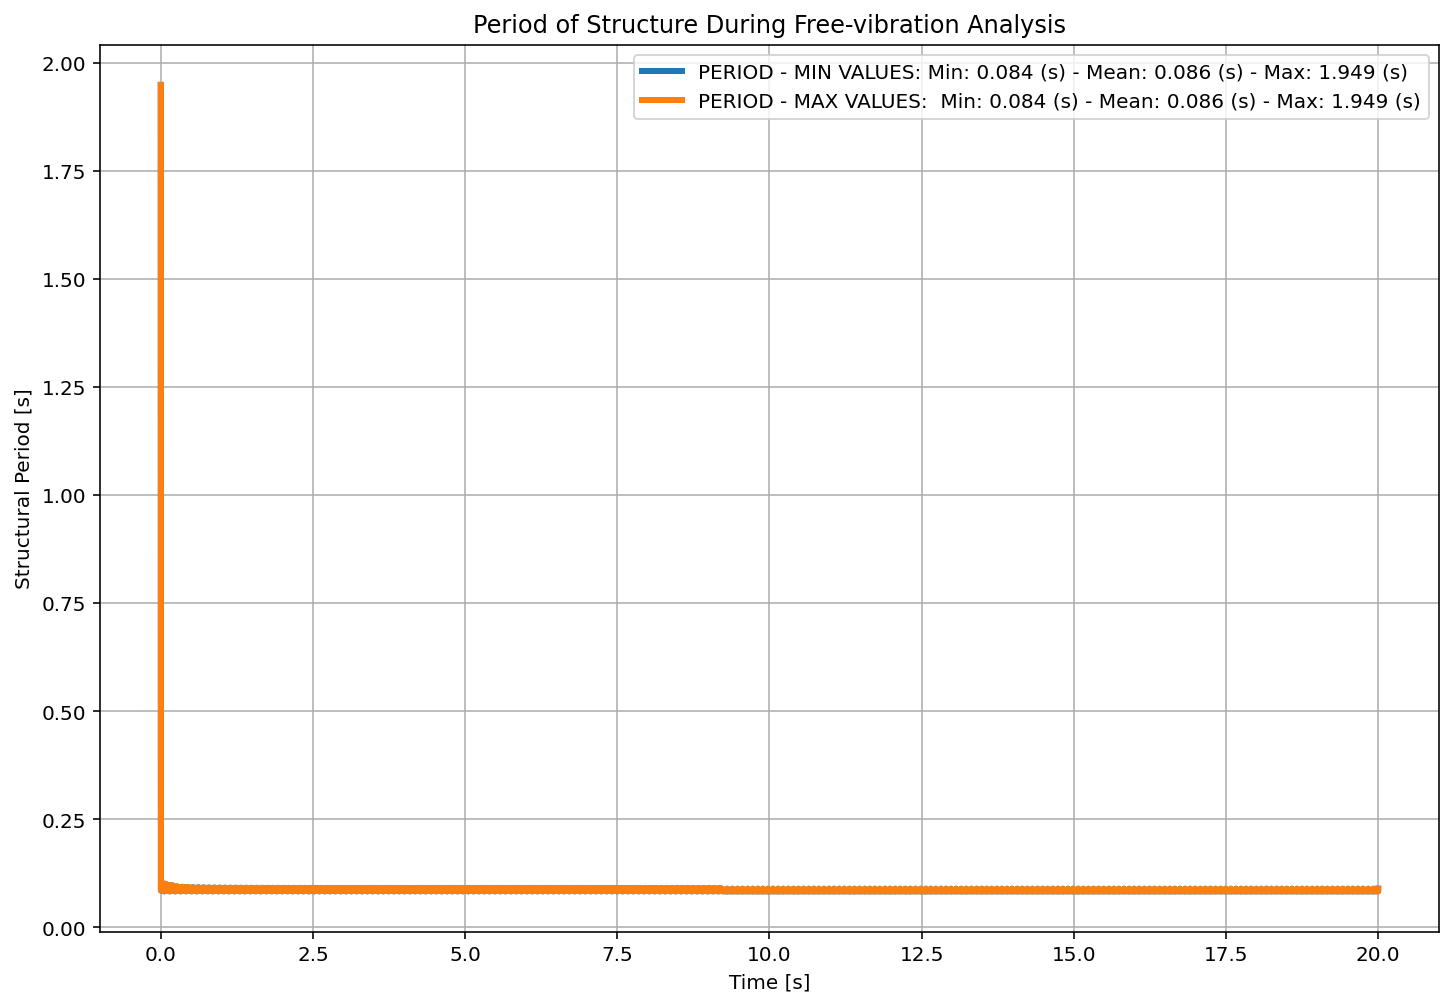 Period of Structure During Free-vibration Analysis
PERIOD - MIN VALUES: Min: 0.084 (s) - Mean: 0.086 (s) - Max: 1.949 (s)
PERIOD - MAX VALUES:  Min: 0.084 (s) - Mean: 0.086 (s) - Max: 1.949 (s)
Structural Period [s]
2.00
1.75
1.50
1.25
1.00
0.75
0.50
0.25
0.00
0.0 2.5 5.0 7.5 10.0 12.5 15.0 17.5 20.0
Time [s]